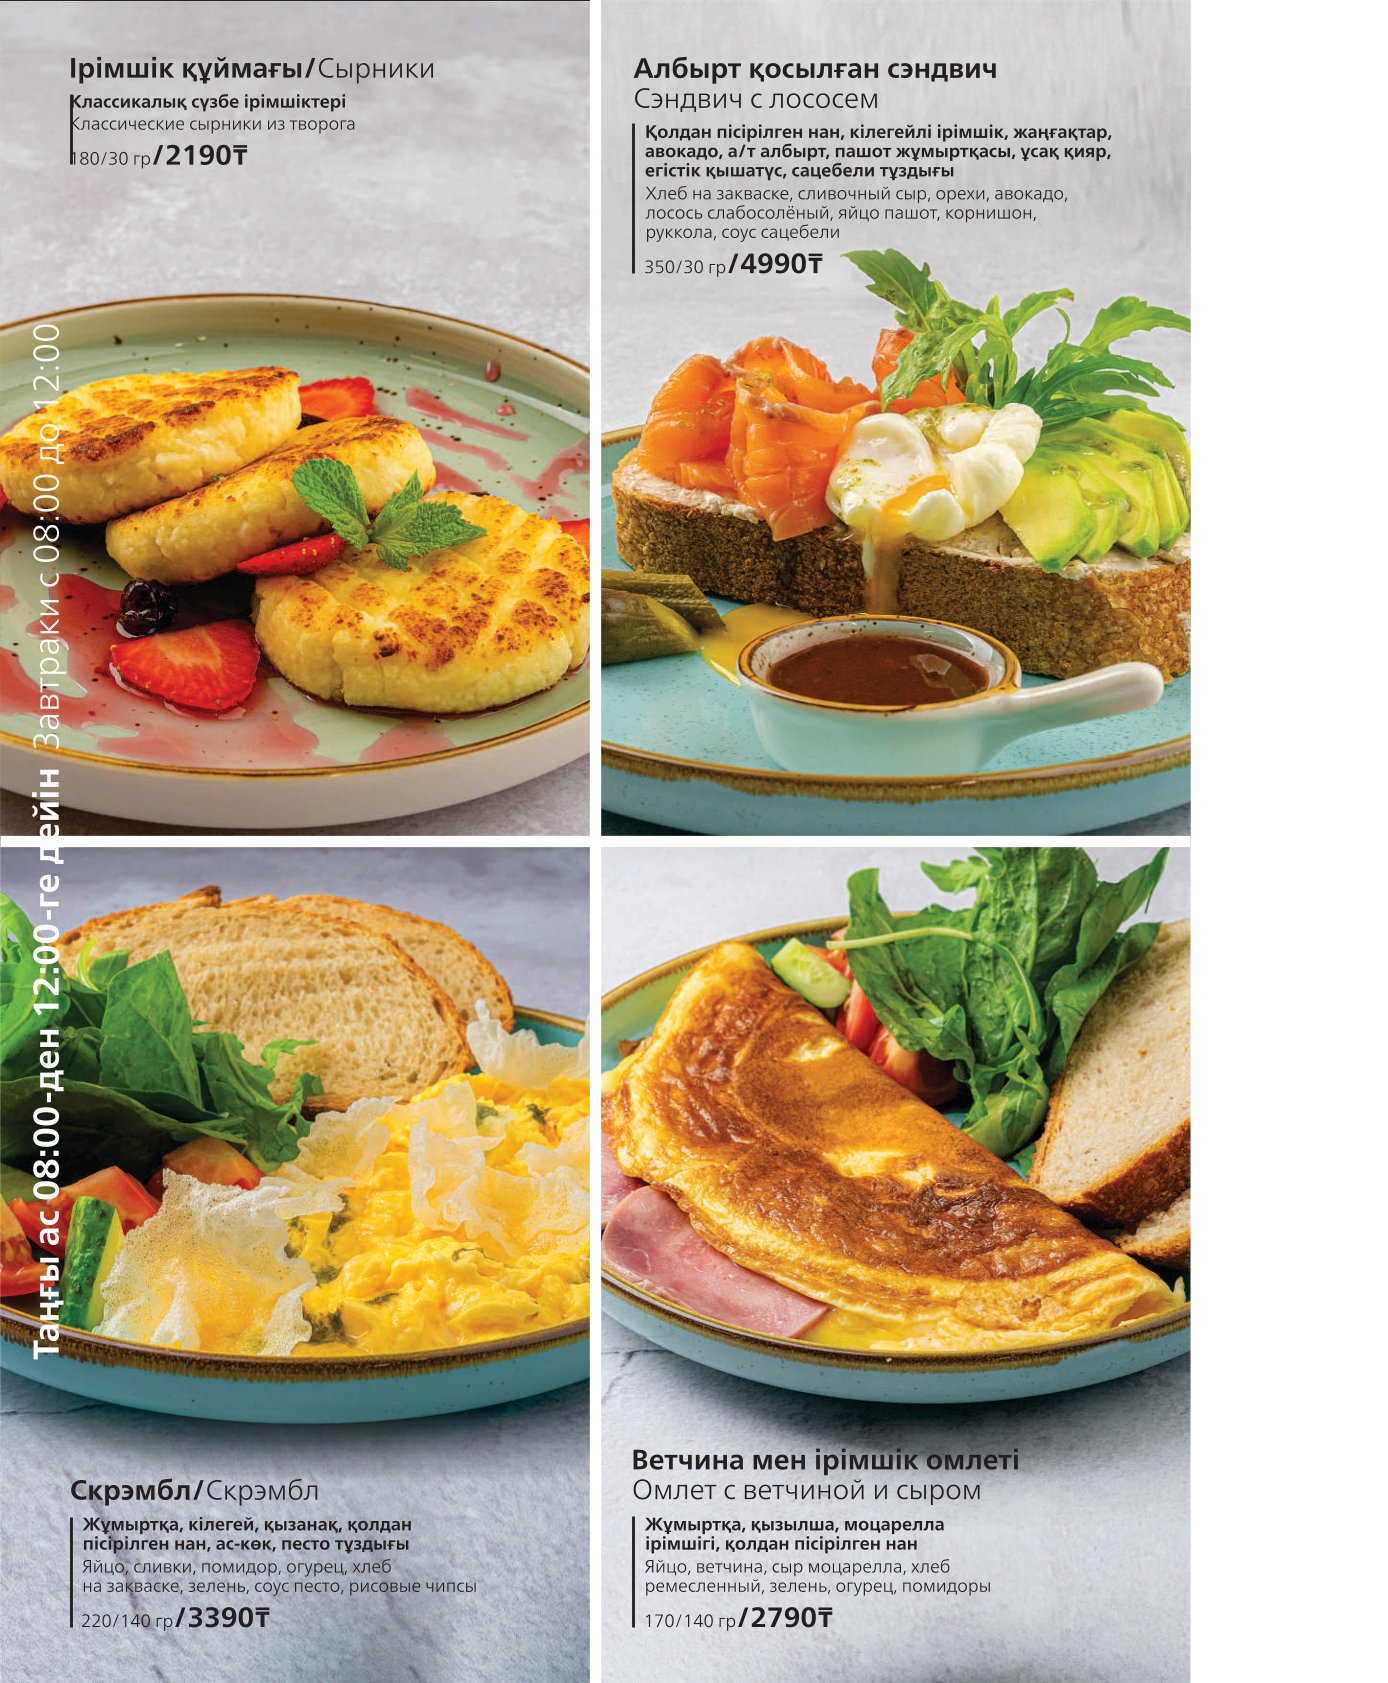 Ірімшік құймағы/Сырники
Классикалық сүзбе ірімшіктері
Классические сырники из творога
180/30 гр/2190₸
Албырт қосылған сэндвич
Сэндвич с лососем
Қолдан пісірілген нан, кілегейлі ірімшік, жаңғақтар,
авокадо, а/т албырт, пашот жұмыртқасы, ұсақ қияр,
егістік қышатүс, сацебели тұздығы
Хлеб на закваске, сливочный сыр, орехи, авокадо,
лосось слабосолёный, яйцо пашот, корнишон,
руккола, соус сацебели
350/30 гр/4990₸
Таңғы ас 08:00-ден 12:00-ге дейін Завтраки с 08:00 до 12:00
Скрэмбл/Скрэмбл
Жұмыртқа, кілегей, қызанақ, қолдан
пісірілген нан, ас-көк, песто тұздығы
Яйцо, сливки, помидор, огурец, хлеб
на закваске, зелень, соус песто, рисовые чипсы
220/140 гр/3390₸
Ветчина мен ірімшік омлеті
Омлет с ветчиной и сыром
Жұмыртқа, қызылша, моцарелла
ірімшігі, қолдан пісірілген нан
Яйцо, ветчина, сыр моцарелла, хлеб
ремесленный, зелень, огурец, помидоры
170/140 гр/2790₸